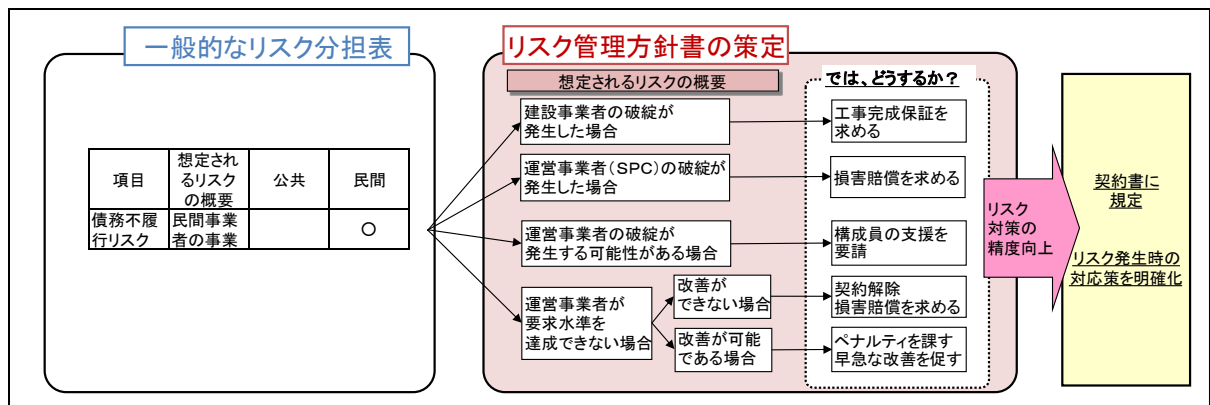 一般的なリスク分担表
項目
想定され
るリスク
の概要
公共
民間
債務不履
行リスク
民間事業
者の事業
○
リスク管理方針書の策定
想定されるリスクの概要
では、どうするか？
建設事業者の破綻が
発生した場合
工事完成保証を
求める
運営事業者（SPC）の破綻が
発生した場合
損害賠償を求める
運営事業者の破綻が
発生する可能性がある場合
構成員の支援を
要請
運営事業者が
要求水準を
達成できない場合
改善が
できない場合
契約解除
損害賠償を求める
改善が可能
である場合
ペナルティを課す
早急な改善を促す
リスク
対策の
精度向上
契約書に
規定
リスク発生時の
対応策を明確化